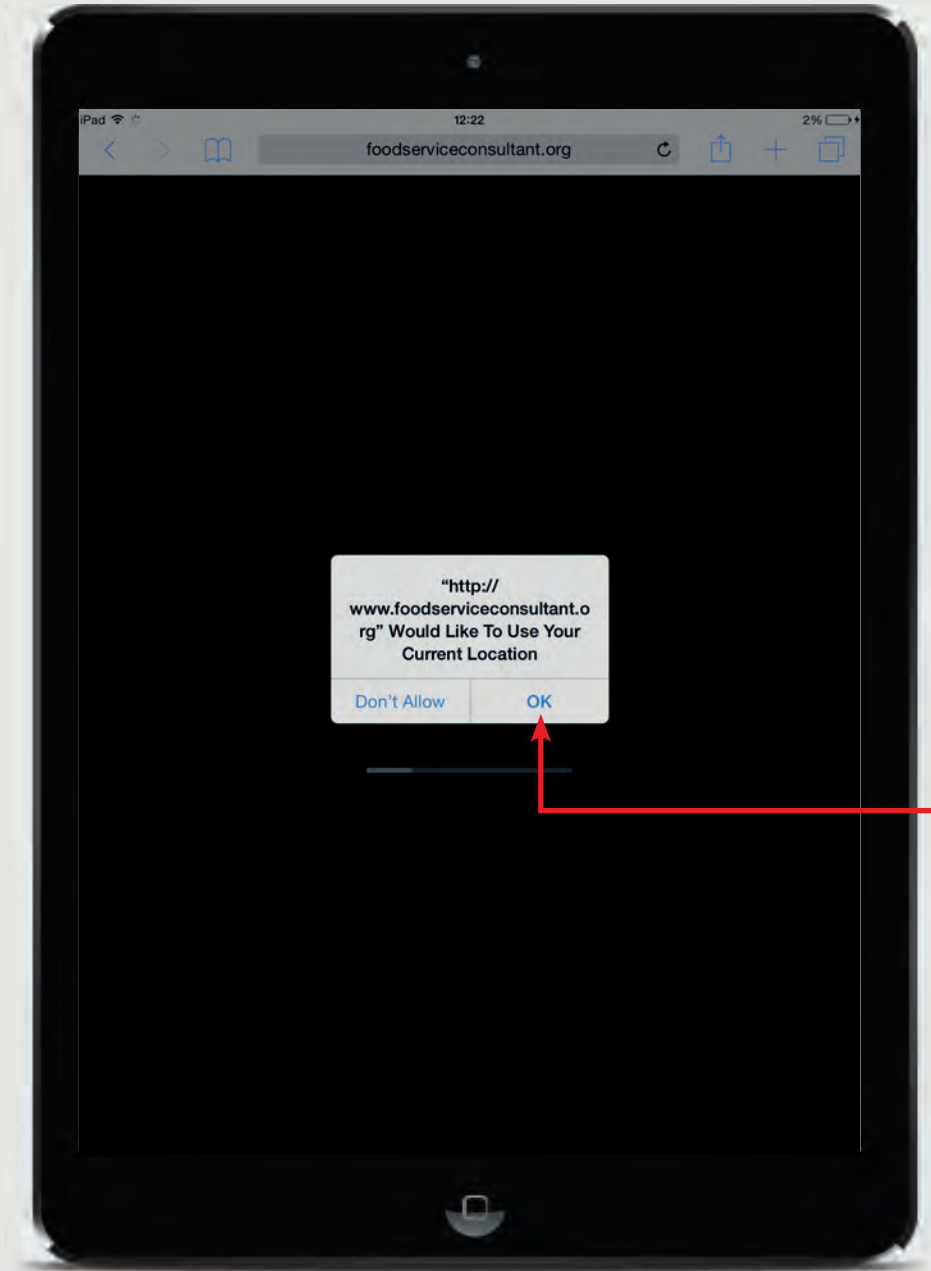 iPad 12:22 2%
foodserviceconsultant.org
“http://
www.foodserviceconsultant.o
rg” Would Like To Use Your
Current Location
Don’t Allow OK